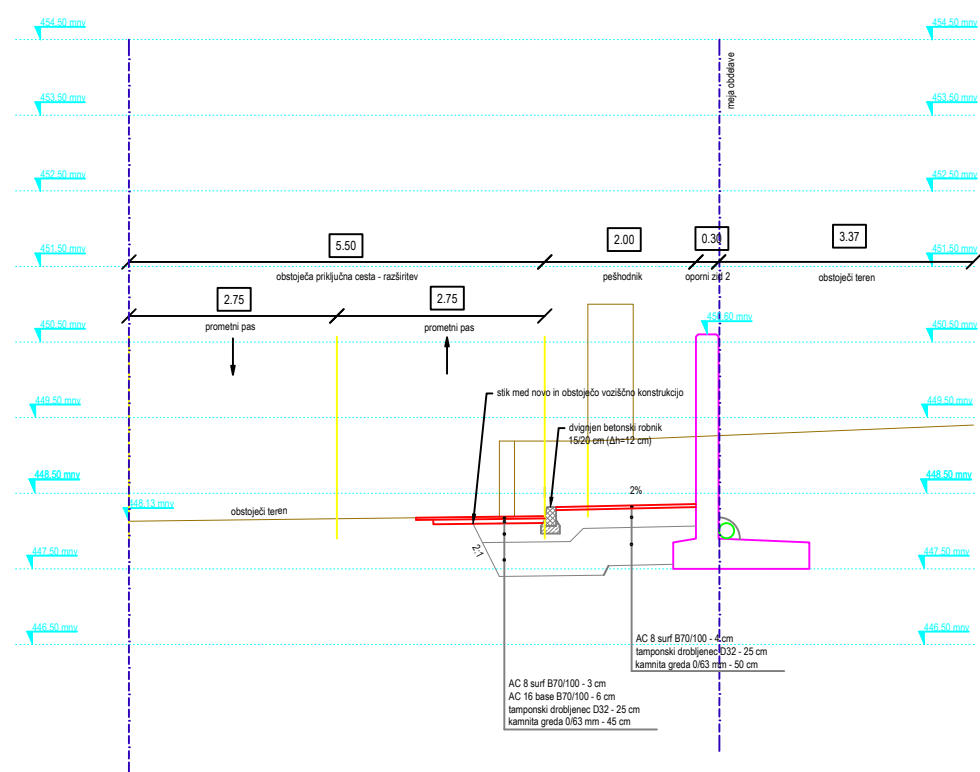 454.50 mnv
454.50 mnv
meja obdelave
453.50 mnv
453.50 mnv
452.50 mnv
452.50 mnv
5.50
2.00
0.30
3.37
451.50 mnv
451.50 mnv
obstoječa priključna cesta - razširitev
pešhodnik
oporni zid 2
obstoječi teren
2.75
2.75
prometni pas
prometni pas
450.60 mnv
450.50 mnv
450.50 mnv
stik med novo in obstoječo voziščno konstrukcijo
449.50 mnv
449.50 mnv
dvignjen betonski robnik
15/20 cm (Δh=12 cm)
448.50 mnv
448.50 mnv
2%
448.13 mnv
obstoječi teren
2:1
447.50 mnv
447.50 mnv
446.50 mnv
446.50 mnv
AC 8 surf B70/100 - 4 cm
tamponski drobljenec D32 - 25 cm
kamnita greda 0/63 mm - 50 cm
AC 8 surf B70/100 - 3 cm
AC 16 base B70/100 - 6 cm
tamponski drobljenec D32 - 25 cm
kamnita greda 0/63 mm - 45 cm